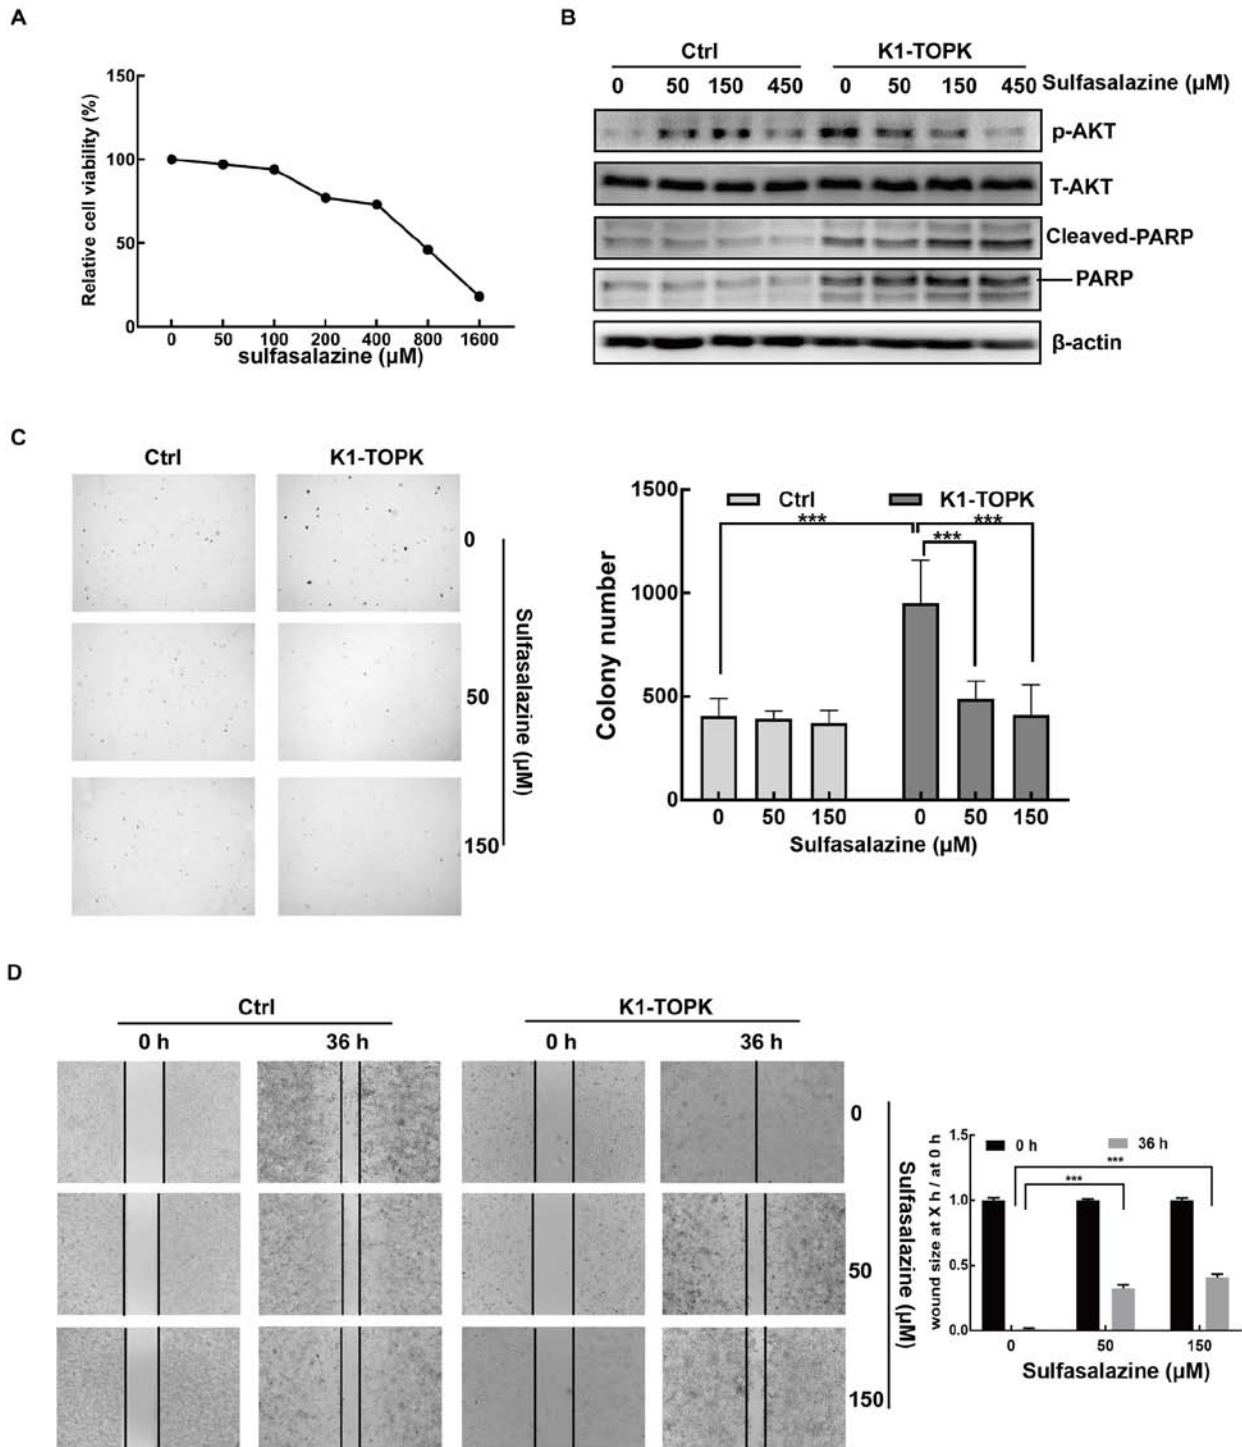 A
150
100
50
0
Relative cell viability (%)
0 50 100 200 400 800 1600
sulfasalazine (μM)
B
Ctrl K1-TOPK
0 50 150 450 0 50 150 450 Sulfasalazine (μM)
p-AKT
T-AKT
Cleaved-PARP
PARP
β-actin
C
Ctrl K1-TOPK
0
50
150
Sulfasalazine (μM)
1500
1000
500
0
Colony number
Ctrl K1-TOPK
*** ***
***
0 50 150 0 50 150
Sulfasalazine (μM)
D
Ctrl K1-TOPK
0 h 36 h 0 h 36 h
0
50
150
Sulfasalazine (μM)
1.5
1.0
0.5
0.0
wound size at X h / at 0 h
0 h 36 h
***
***
0 50 150
Sulfasalazine (μM)